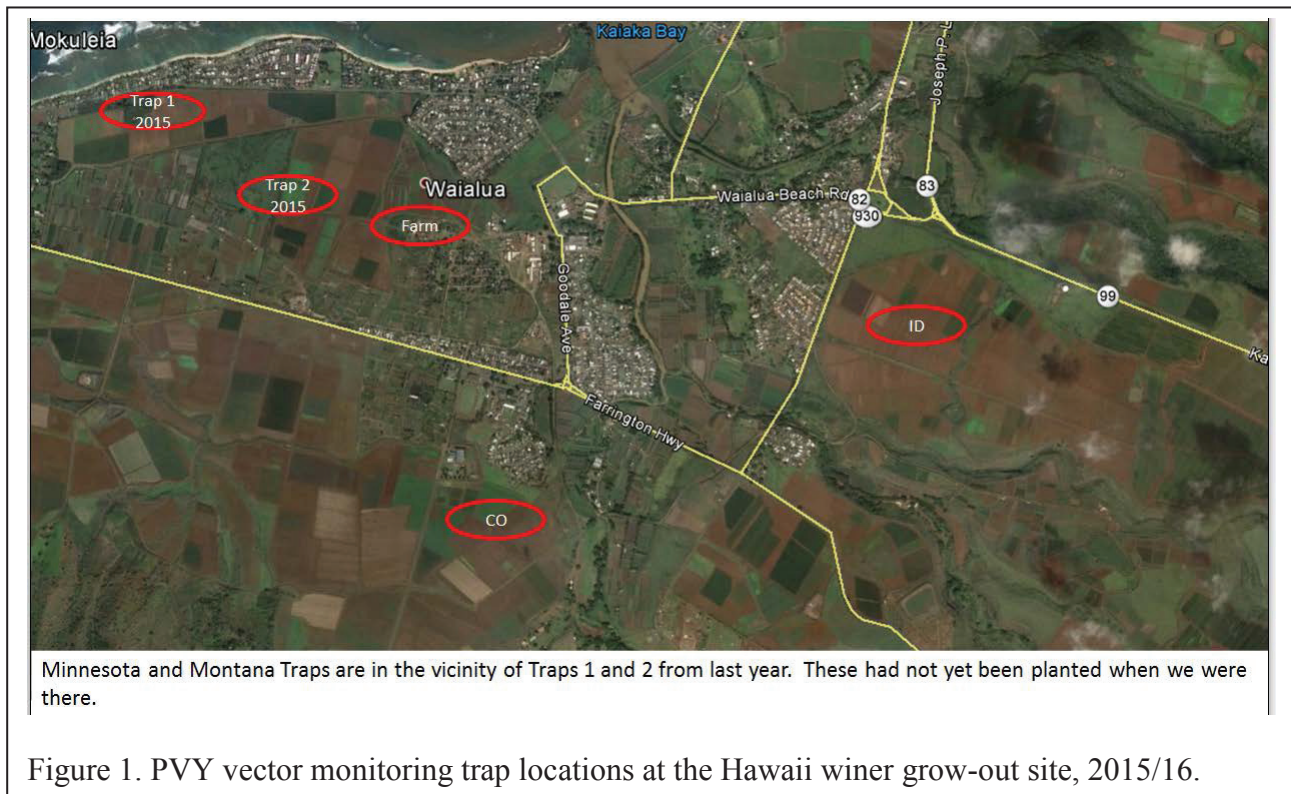 Mokuleia
Kaiaka Bay
Joseph P. L
Trap 1
2015
Trap 2
2015
Waialua
Farm
Waialua Beach Rd
82
930
83
99
Ka
Goodale Ave
ID
Farrington Hwy
CO
Minnesota and Montana Traps are in the vicinity of Traps 1 and 2 from last year. These had not yet been planted when we were
there.
Figure 1. PVY vector monitoring trap locations at the Hawaii winer grow-out site, 2015/16.